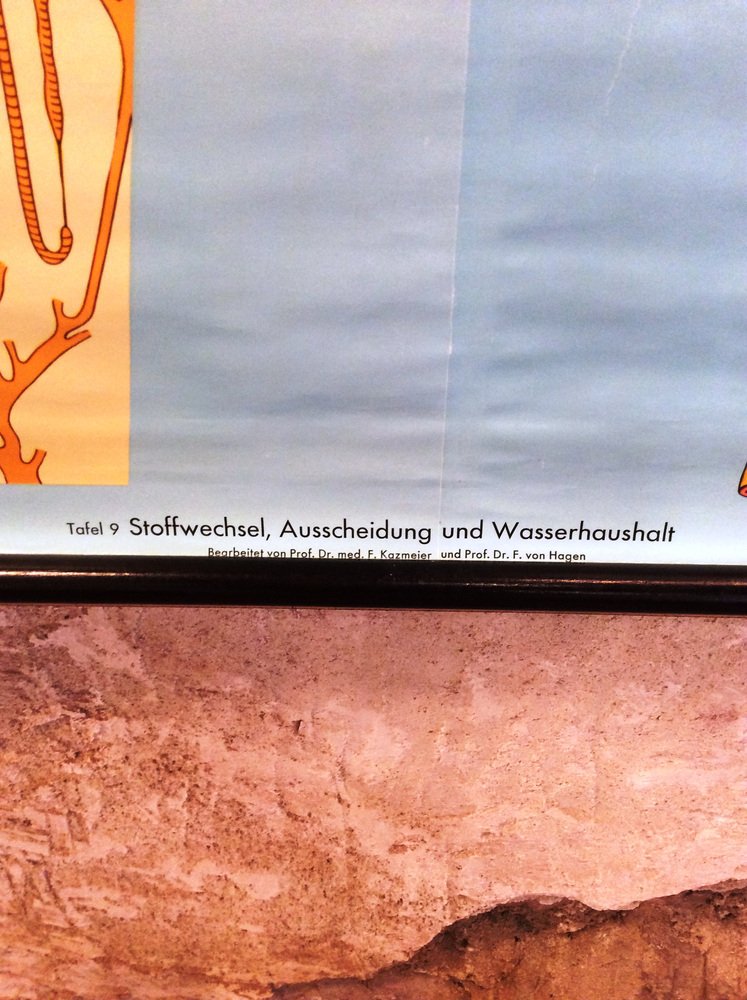 Tafel 9 Stoffwechsel, Ausscheidung und Wasserhaushalt
Bearbeitet von Prof. Dr. med. F. Kazmeier und Prof. Dr. F. von Hagen